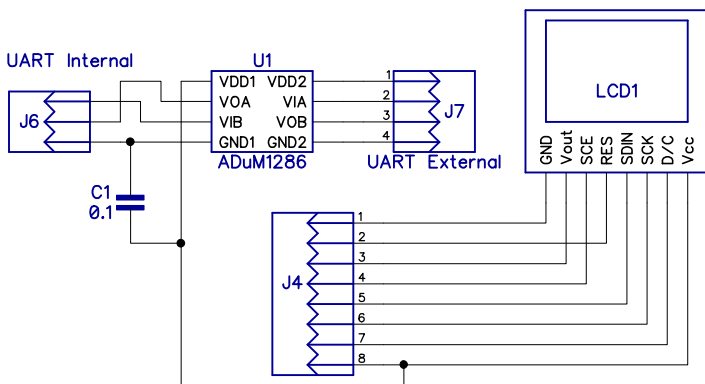 UART Internal
J6
C1
0.1
U1
VDD1 VDD2
VOA VIA
VIB VOB
GND1 GND2
ADuM1286
1
2
3
4
J7
UART External
LCD1
GND Vout SCE RES SDIN SCK D/C Vcc
J4
1
2
3
4
5
6
7
8